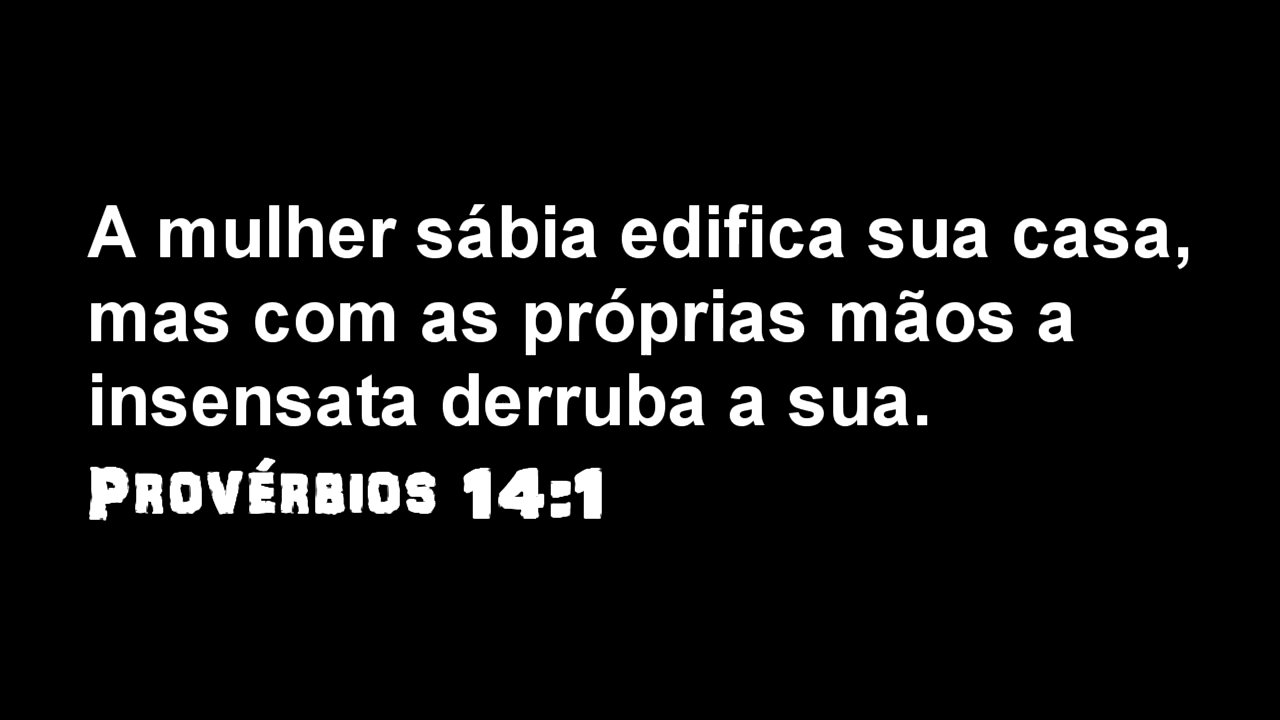 A mulher sábia edifica sua casa,
mas com as próprias mãos a
insensata derruba a sua.
Provérbios 14:1